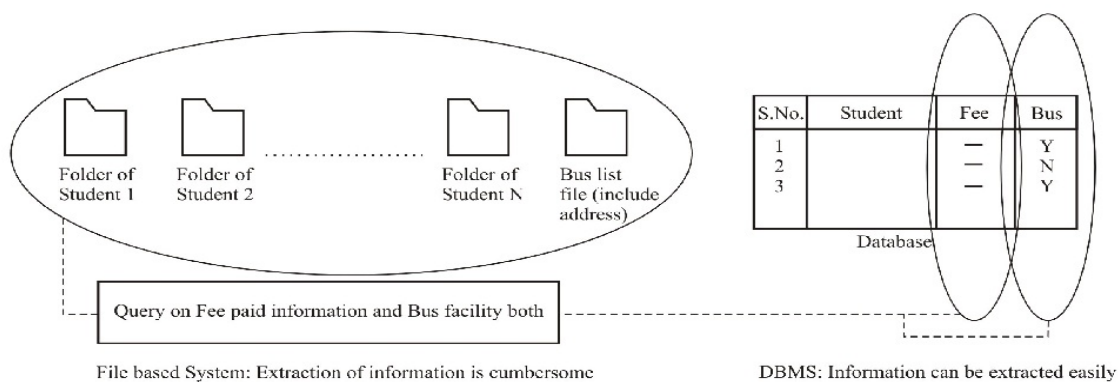 Folder of
Student 1
Folder of
Student 2
Folder of
Student N
Bus list
file (include
address)
S.No. Student Fee Bus
1 — Y
2 — N
3 — Y
Database
Query on Fee paid information and Bus facility both
File based System: Extraction of information is cumbersome
DBMS: Information can be extracted easily